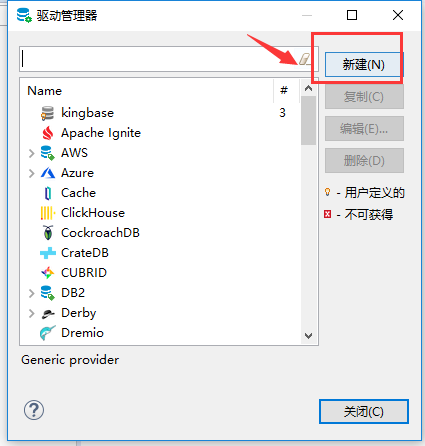 驱动管理器
新建(N)
Name #
复制(C)
kingbase 3
Apache Ignite
编辑(E)...
AWS
Azure
删除(D)
Cache
- 用户定义的
ClickHouse
- 不可获得
CockroachDB
CrateDB
CUBRID
DB2
Derby
Dremio
Generic provider
关闭(C)